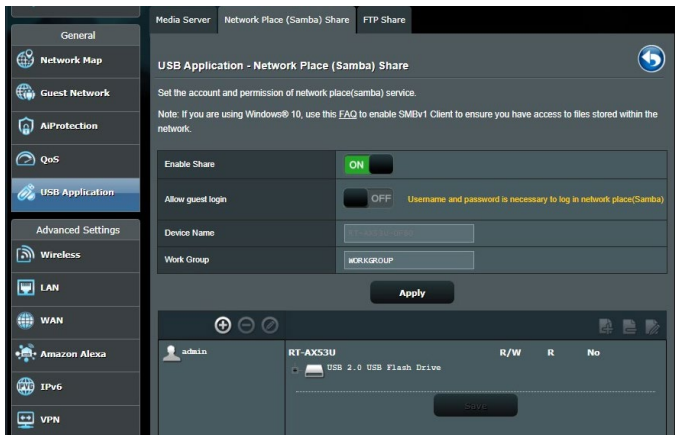 Media Server Network Place (Samba) Share FTP Share
General
Network Map
Guest Network
AiProtection
QoS
USB Application
Advanced Settings
Wireless
LAN
WAN
Amazon Alexa
IPv6
VPN
USB Application - Network Place (Samba) Share
Set the account and permission of network place(samba) service.
Note: If you are using Windows® 10, use this FAQ to enable SMBv1 Client to ensure you have access to files stored within the
network.
Enable Share ON
Allow guest login OFF Username and password is necessary to log in network place(Samba)
Device Name
Work Group WORKGROUP
Apply
admin RT-AX53U R/W R No
USB 2.0 USB Flash Drive
Save